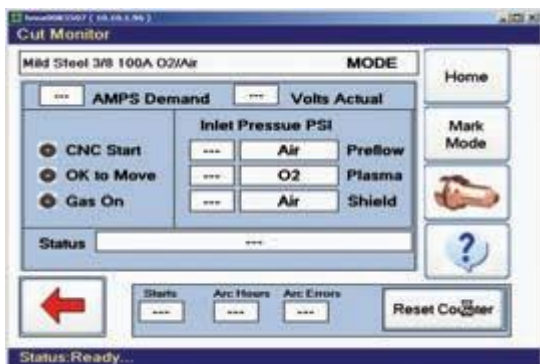 Cut Monitor
Mild Steel 3/8 100A O2/Air MODE
Home
--- AMPS Demand --- Volts Actual
Inlet Pressue PSI
Mark
Mode
CNC Start --- Air Preflow
OK to Move --- O2 Plasma
Gas On --- Air Shield
Status ---
?
Starts Arc Hours Arc Errors
--- --- ---
Reset Counter
Status:Ready...